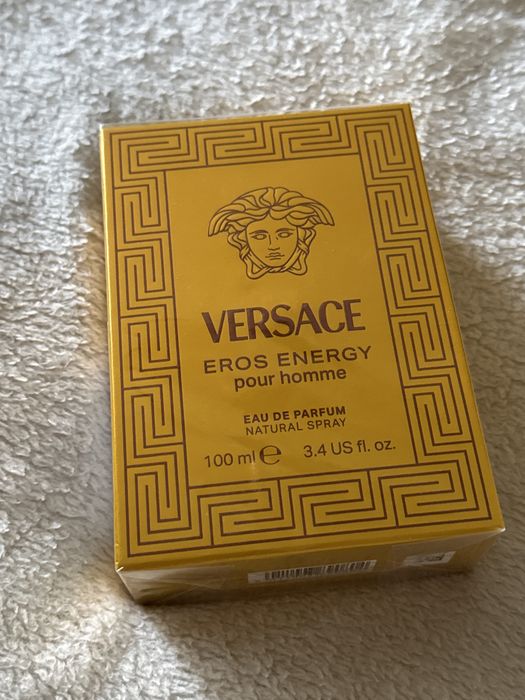 VERSACE
EROS ENERGY
pour homme
EAU DE PARFUM
NATURAL SPRAY
100 ml ℮ 3.4 US fl. oz.